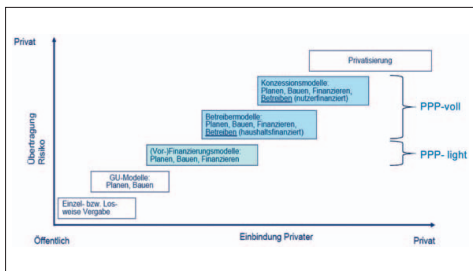 Privat
Privatisierung
Konzessionsmodelle:
Planen, Bauen, Finanzieren,
Betreiben (nutzerfinanziert)
PPP-voll
Betreibermodelle:
Planen, Bauen, Finanzieren,
Betreiben (haushaltsfinanziert)
Übertragung
Risiko
(Vor-)Finanzierungsmodelle:
Planen, Bauen, Finanzieren
PPP- light
GU-Modelle:
Planen, Bauen
Einzel- bzw. Los-
weise Vergabe
Öffentlich
Einbindung Privater
Privat